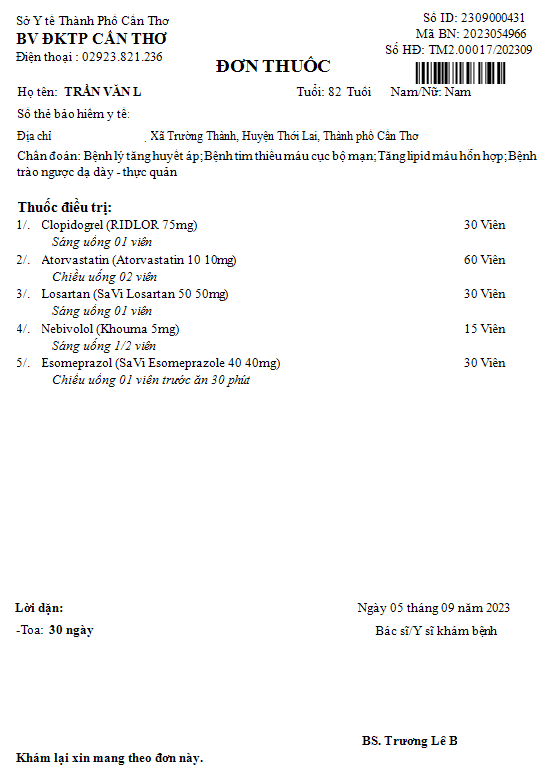 Sở Y tế Thành Phố Cần Thơ
Số ID: 2309000431
BV ĐKTP CẦN THƠ
Mã BN: 2023054966
Điện thoại : 02923.821.236
Số HĐ: TM2.00017/202309
ĐƠN THUỐC
Họ tên: TRẦN VĂN L Tuổi: 82 Tuổi Nam/Nữ: Nam
Số thẻ bảo hiểm y tế:
Địa chỉ , Xã Trường Thành, Huyện Thới Lai, Thành phố Cần Thơ
Chẩn đoán: Bệnh lý tăng huyết áp; Bệnh tim thiếu máu cục bộ mạn; Tăng lipid máu hỗn hợp; Bệnh
trào ngược dạ dày - thực quản
Thuốc điều trị:
1/. Clopidogrel (RIDLOR 75mg) 30 Viên
Sáng uống 01 viên
2/. Atorvastatin (Atorvastatin 10 10mg) 60 Viên
Chiều uống 02 viên
3/. Losartan (SaVi Losartan 50 50mg) 30 Viên
Sáng uống 01 viên
4/. Nebivolol (Khouma 5mg) 15 Viên
Sáng uống 1/2 viên
5/. Esomeprazol (SaVi Esomeprazole 40 40mg) 30 Viên
Chiều uống 01 viên trước ăn 30 phút
Lời dặn:
Ngày 05 tháng 09 năm 2023
-Toa: 30 ngày
Bác sĩ/Y sĩ khám bệnh
BS. Trương Lê B
Khám lại xin mang theo đơn này.